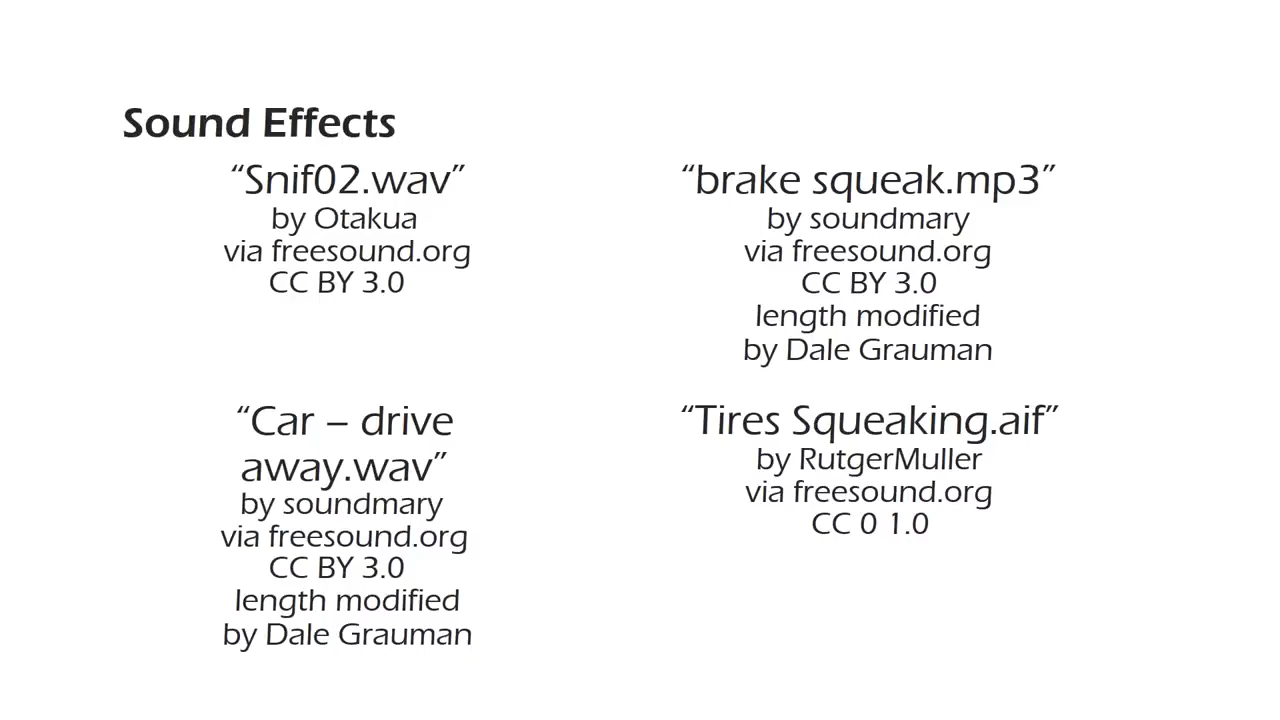 Sound Effects
“Snif02.wav”
by Otakua
via freesound.org
CC BY 3.0
“brake squeak.mp3”
by soundmary
via freesound.org
CC BY 3.0
length modified
by Dale Grauman
“Car – drive
away.wav”
by soundmary
via freesound.org
CC BY 3.0
length modified
by Dale Grauman
“Tires Squeaking.aif”
by RutgerMuller
via freesound.org
CC 0 1.0